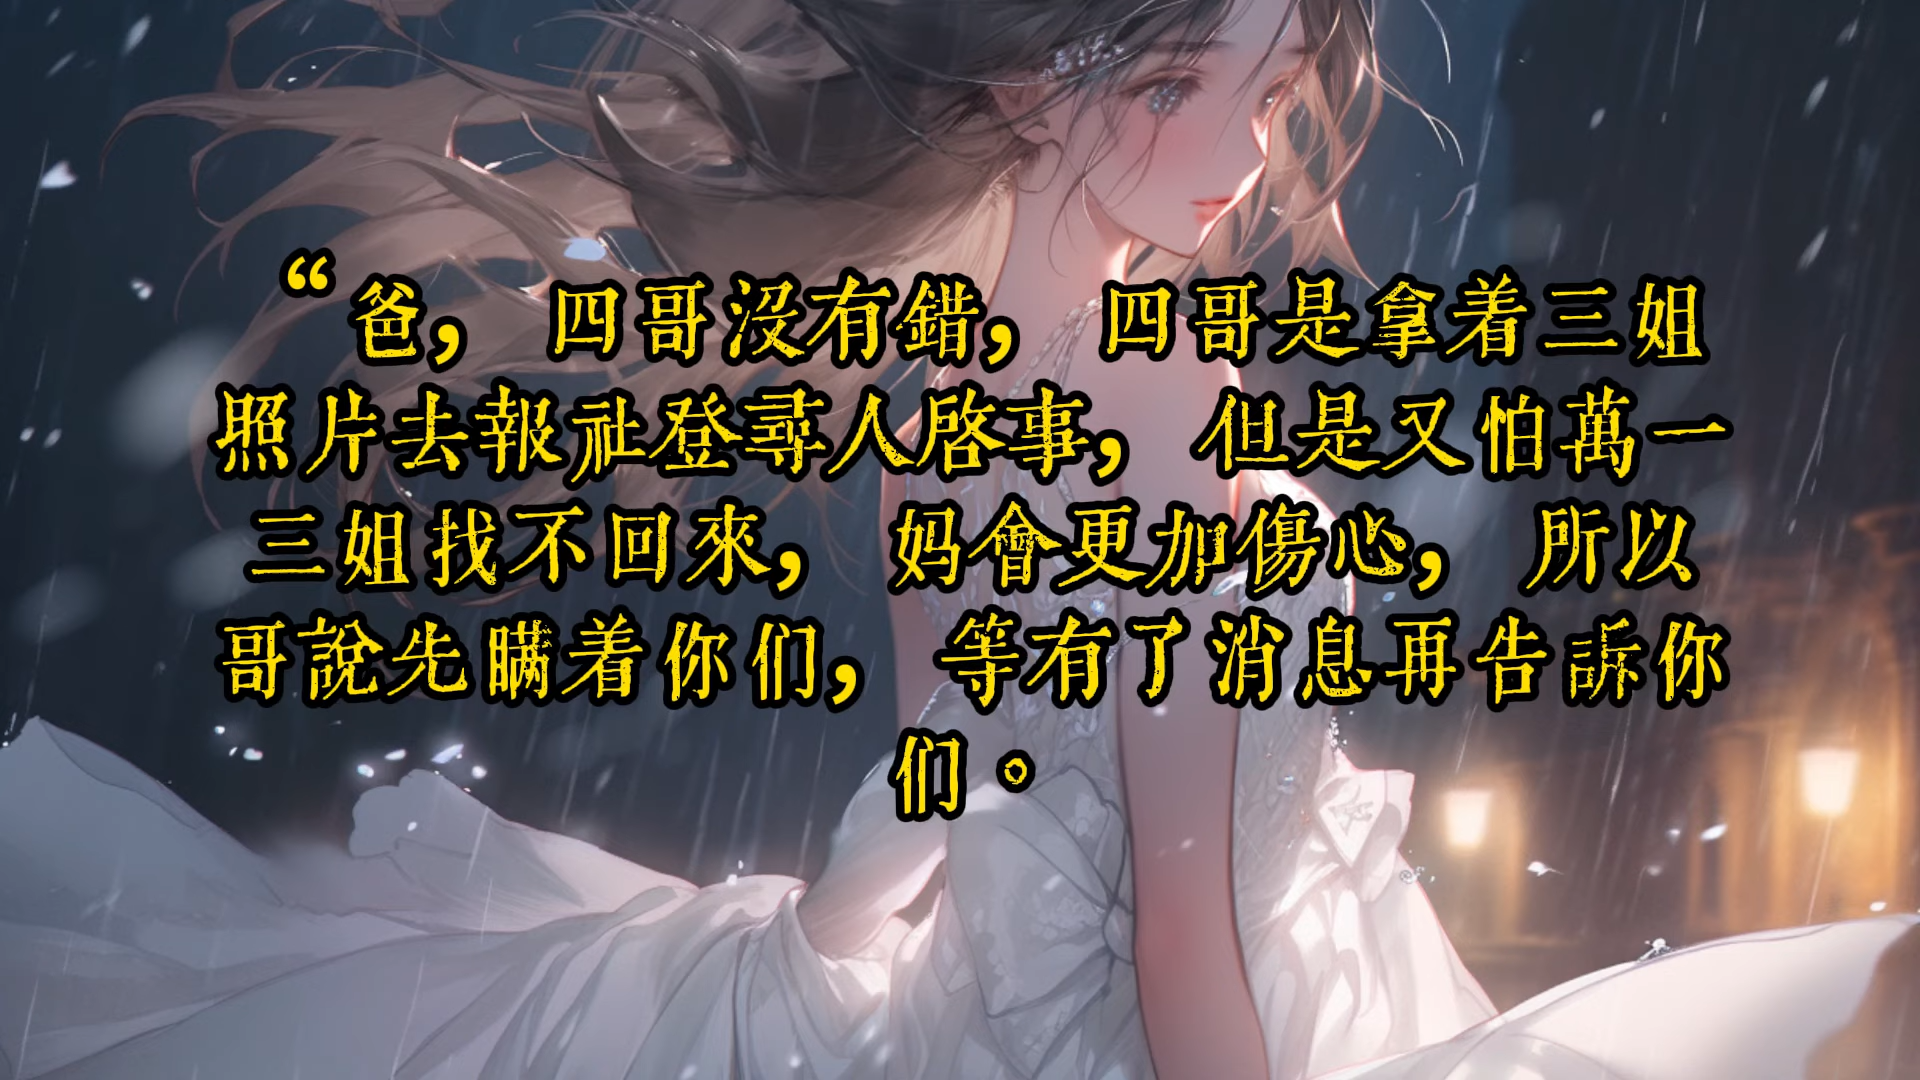 “爸，四哥沒有錯，四哥是拿着三姐
照片去報社登尋人啓事，但是又怕萬一
三姐找不回來，妈會更加傷心，所以
哥說先瞞着你们，等有了消息再告訴你
们。